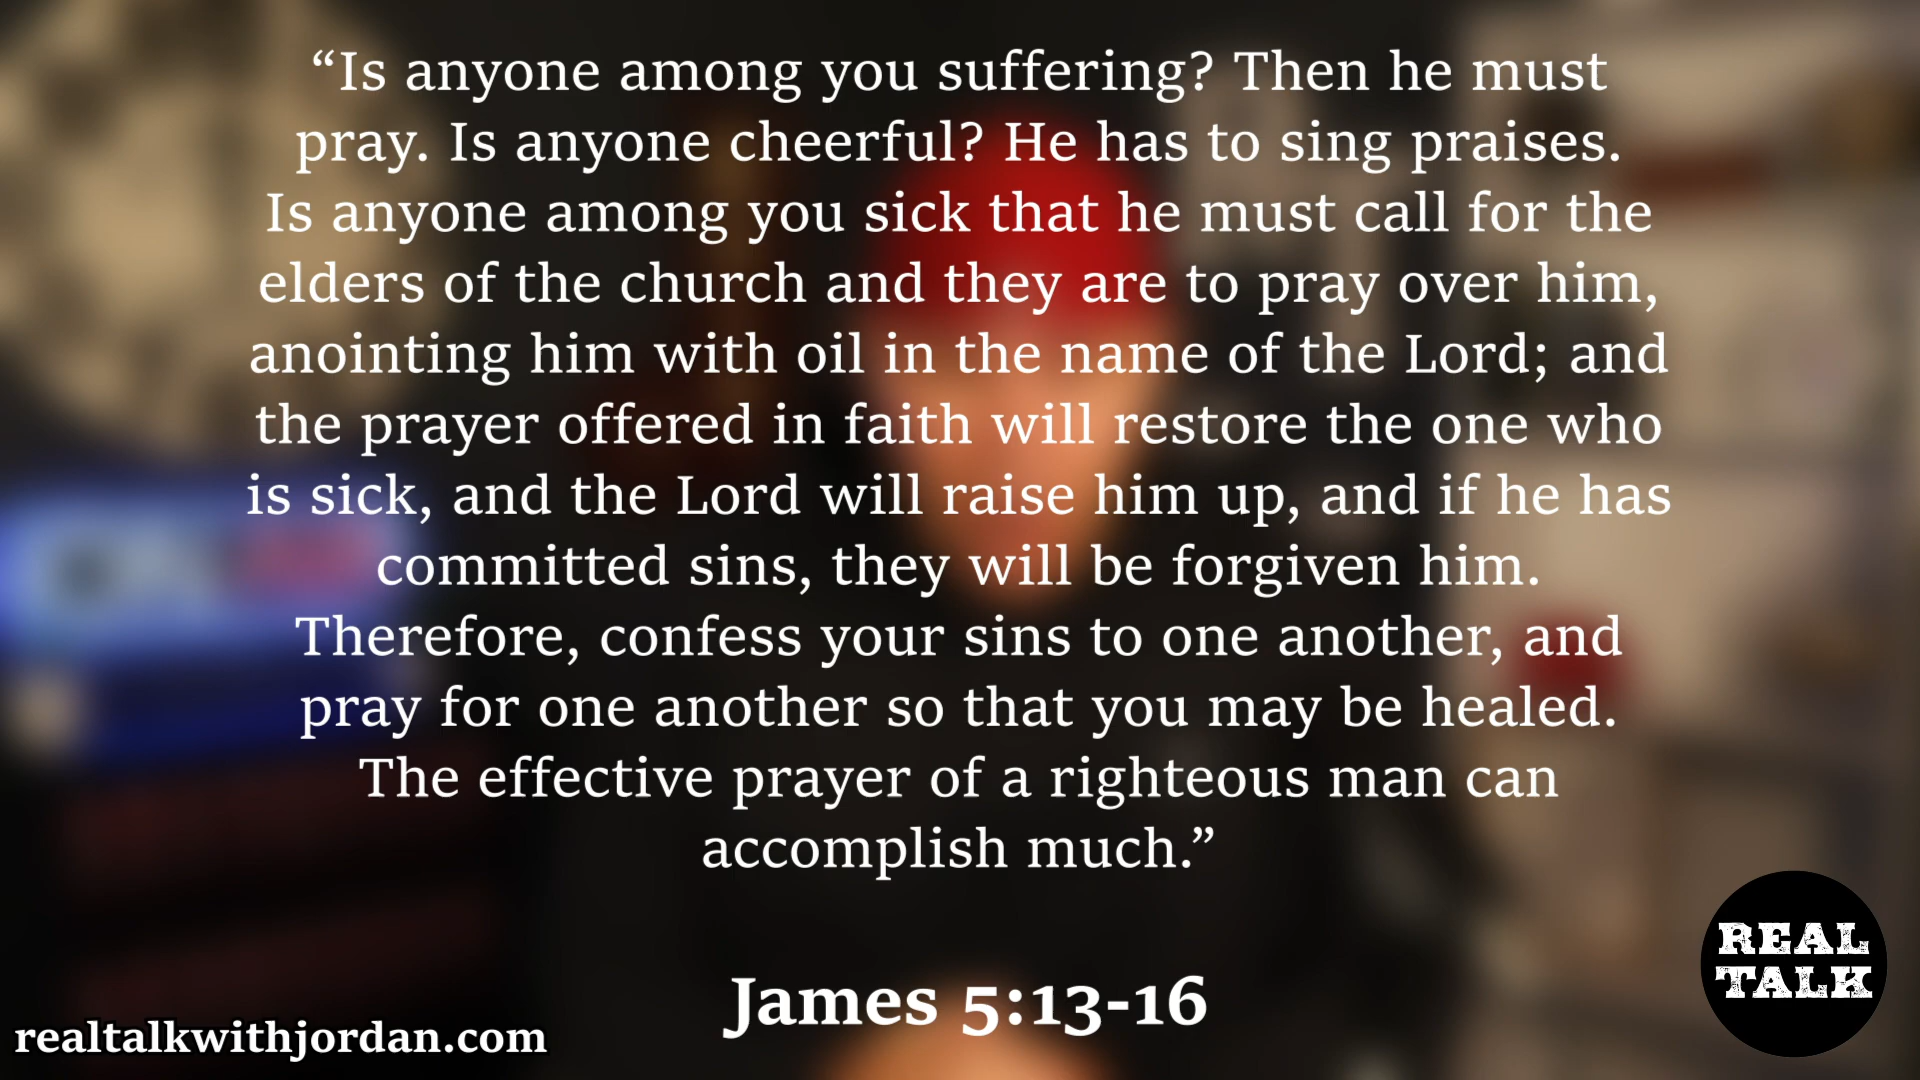 “Is anyone among you suffering? Then he must
pray. Is anyone cheerful? He has to sing praises.
Is anyone among you sick that he must call for the
elders of the church and they are to pray over him,
anointing him with oil in the name of the Lord; and
the prayer offered in faith will restore the one who
is sick, and the Lord will raise him up, and if he has
committed sins, they will be forgiven him.
Therefore, confess your sins to one another, and
pray for one another so that you may be healed.
The effective prayer of a righteous man can
accomplish much.”
James 5:13-16
realtalkwithjordan.com
REAL
TALK